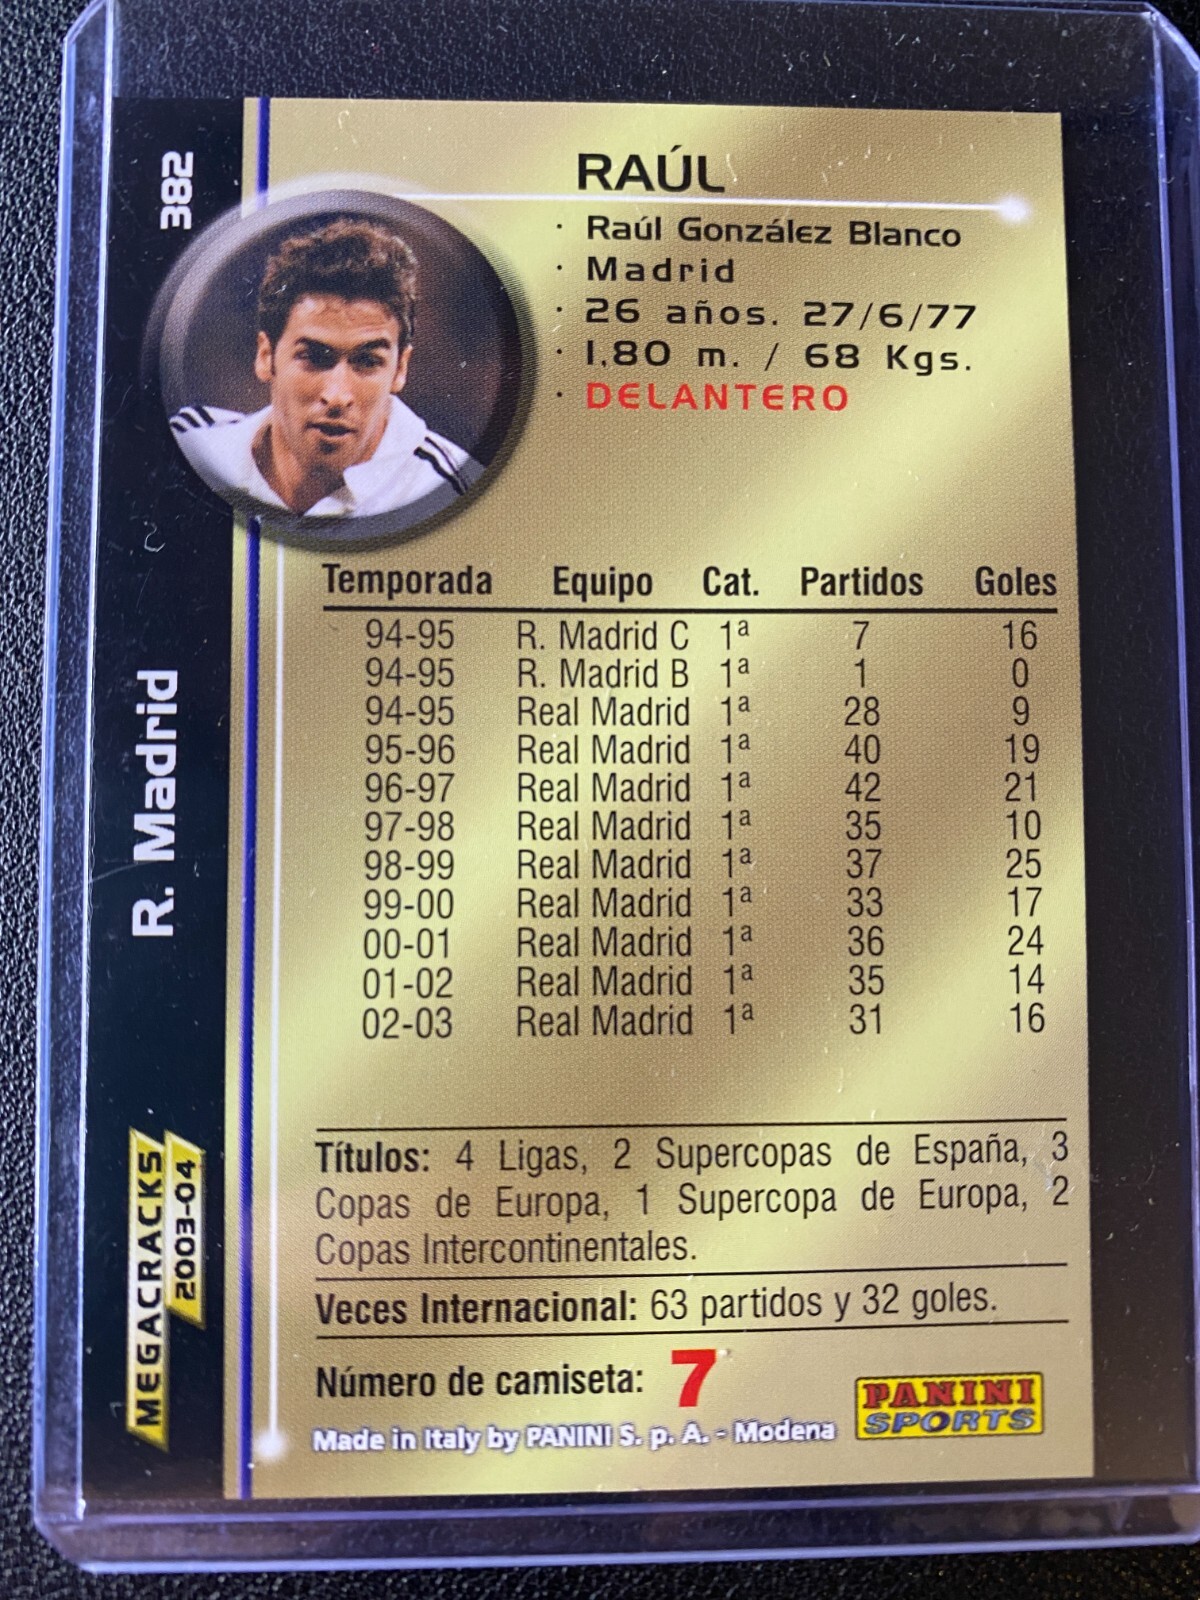 382
R. Madrid
MEGACRACKS
2003-04
RAÚL
· Raúl González Blanco
· Madrid
· 26 años. 27/6/77
· 1,80 m. / 68 Kgs.
· DELANTERO
Temporada Equipo Cat. Partidos Goles
94-95 R. Madrid C 1ª 7 16
94-95 R. Madrid B 1ª 1 0
94-95 Real Madrid 1ª 28 9
95-96 Real Madrid 1ª 40 19
96-97 Real Madrid 1ª 42 21
97-98 Real Madrid 1ª 35 10
98-99 Real Madrid 1ª 37 25
99-00 Real Madrid 1ª 33 17
00-01 Real Madrid 1ª 36 24
01-02 Real Madrid 1ª 35 14
02-03 Real Madrid 1ª 31 16
Títulos: 4 Ligas, 2 Supercopas de España, 3
Copas de Europa, 1 Supercopa de Europa, 2
Copas Intercontinentales.
Veces Internacional: 63 partidos y 32 goles.
Número de camiseta: 7
Made in Italy by PANINI S. p. A. - Modena
PANINI
SPORTS